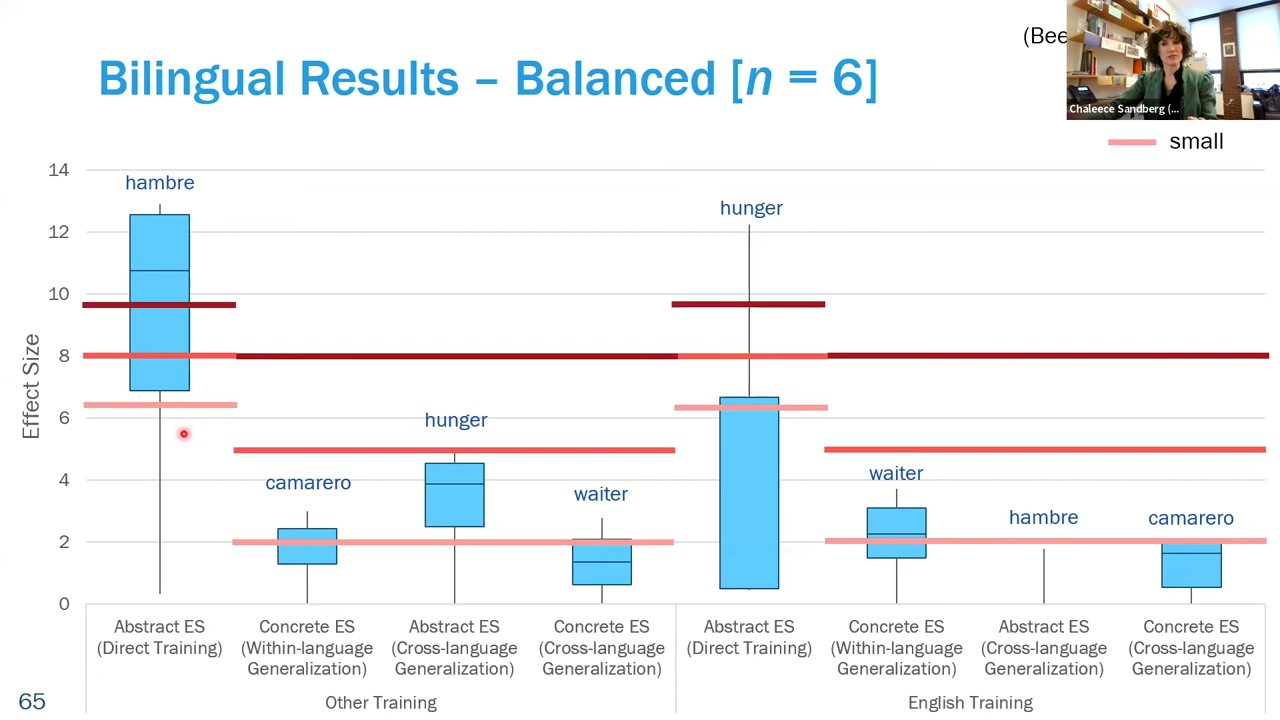 (Bee
Bilingual Results – Balanced [n = 6]
Chaleece Sandberg (...
small
14
12
10
8
6
4
2
0
Effect Size
hambre
camarero
hunger
waiter
hunger
waiter
hambre
camarero
Abstract ES
(Direct Training)
Concrete ES
(Within-language
Generalization)
Abstract ES
(Cross-language
Generalization)
Concrete ES
(Cross-language
Generalization)
Abstract ES
(Direct Training)
Concrete ES
(Within-language
Generalization)
Abstract ES
(Cross-language
Generalization)
Concrete ES
(Cross-language
Generalization)
Other Training
English Training
65